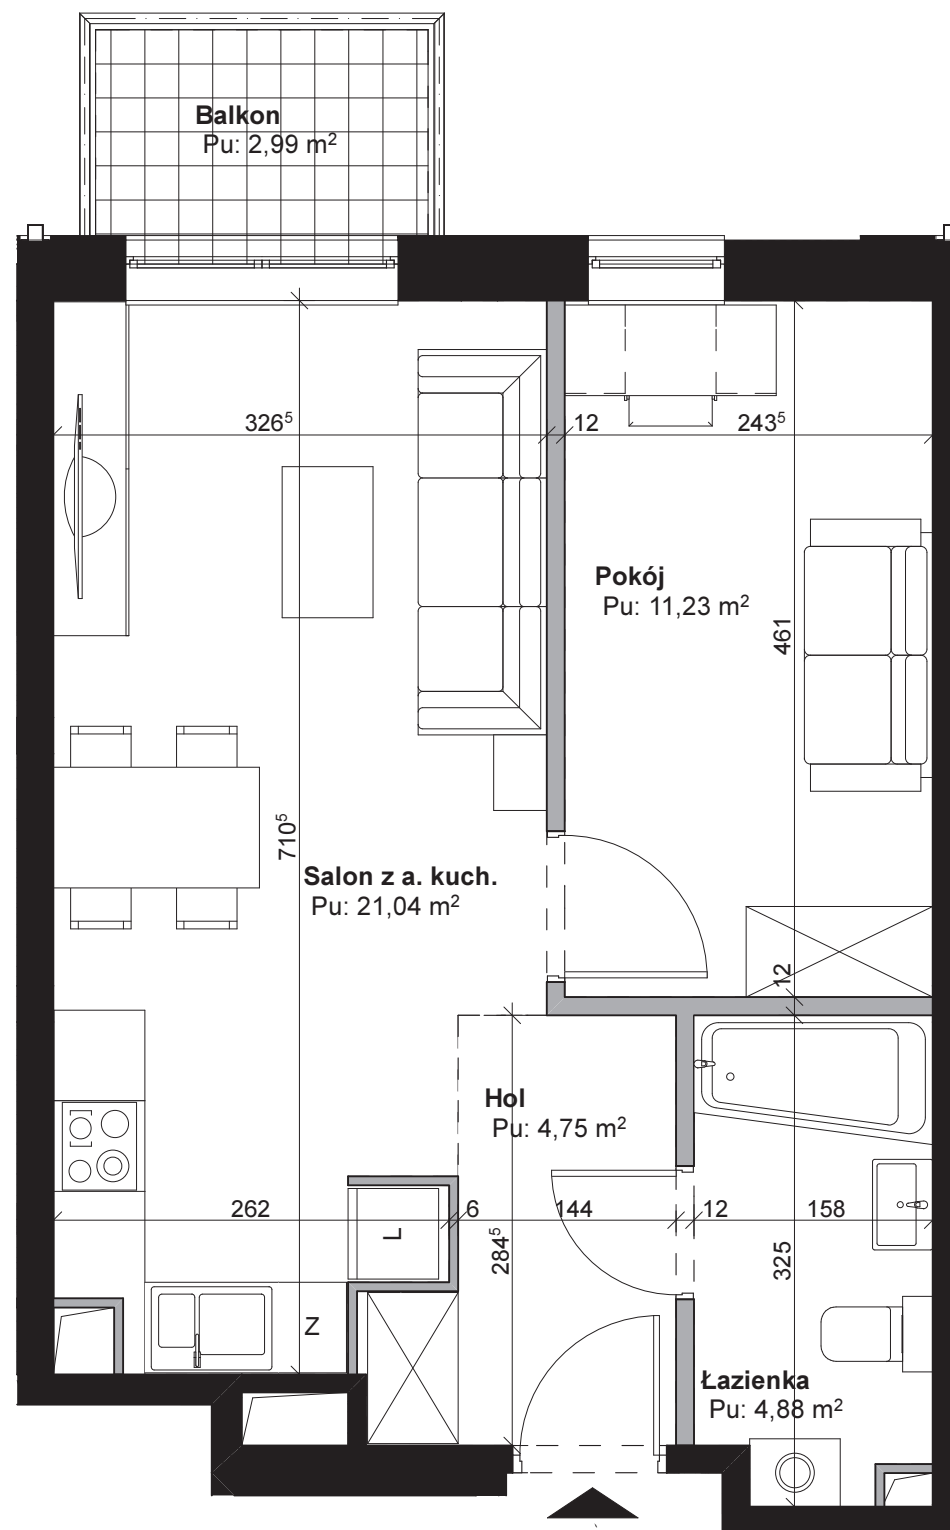 Balkon
Pu: 2,99 m²
326⁵
12
243⁵
Pokój
Pu: 11,23 m²
461
710⁵
Salon z a. kuch.
Pu: 21,04 m²
12
Hol
Pu: 4,75 m²
262
6
144
12
158
L
284⁵
325
Z
Łazienka
Pu: 4,88 m²